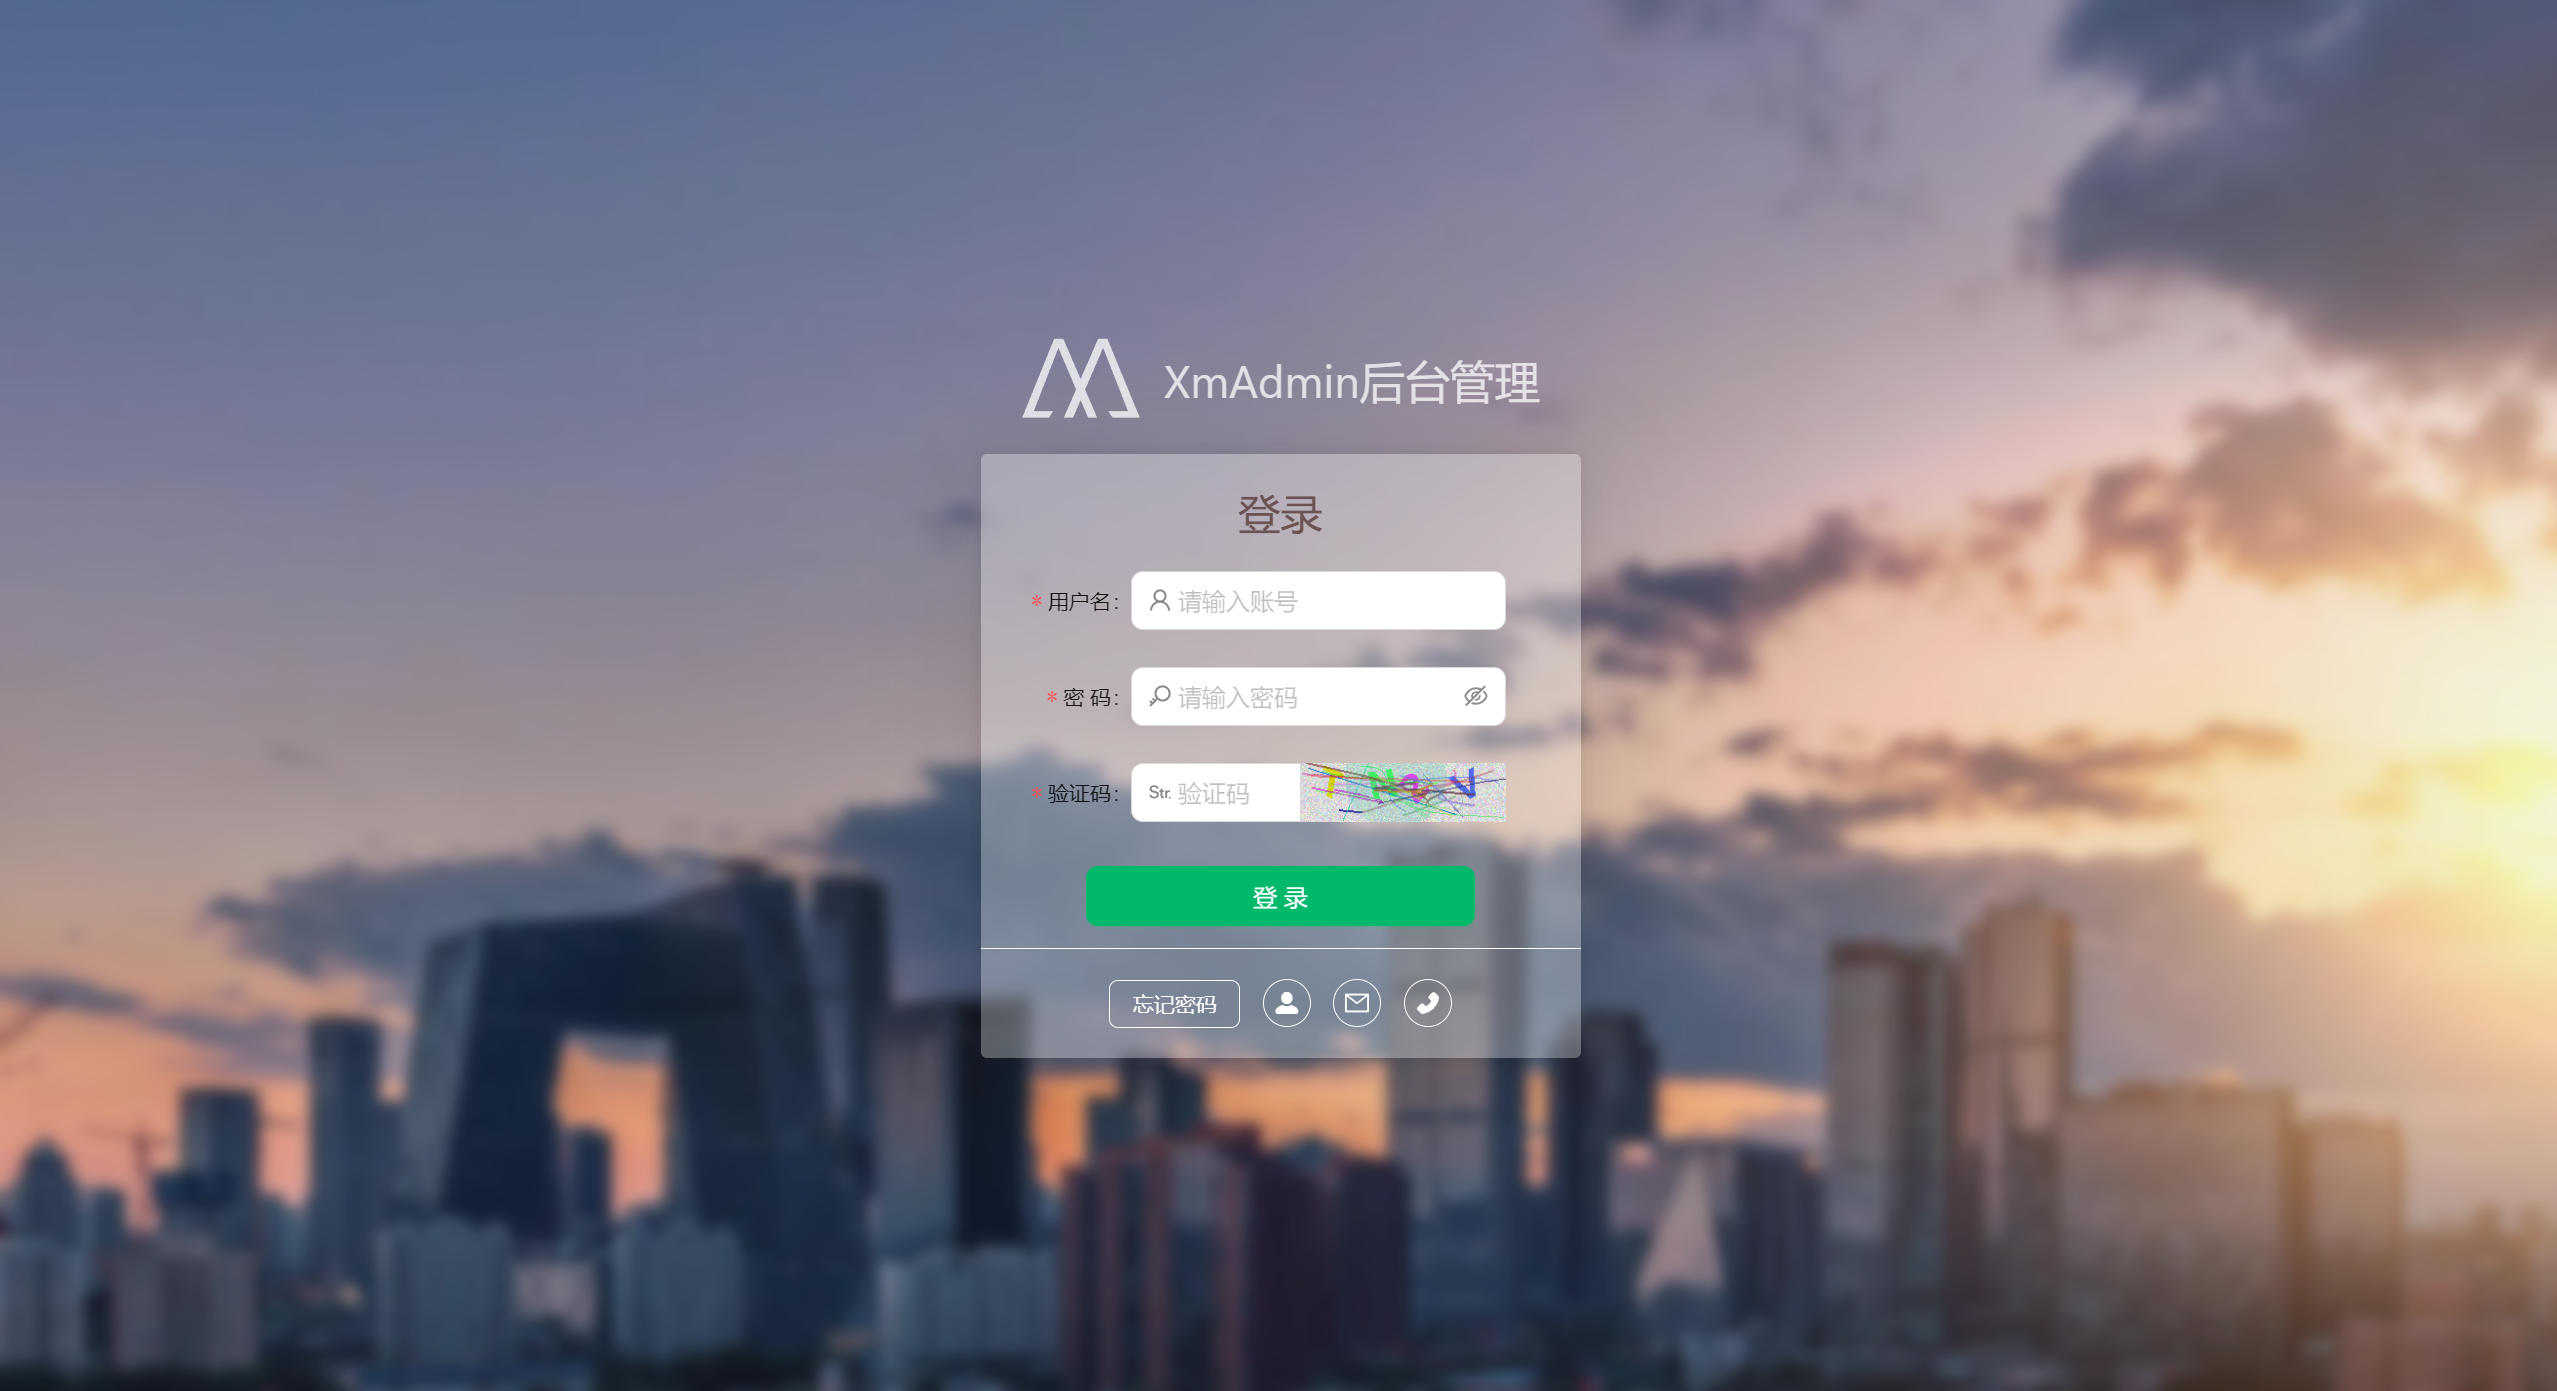 XmAdmin后台管理
登录
* 用户名:
请输入账号
* 密 码:
请输入密码
* 验证码:
Str. 验证码
登 录
忘记密码